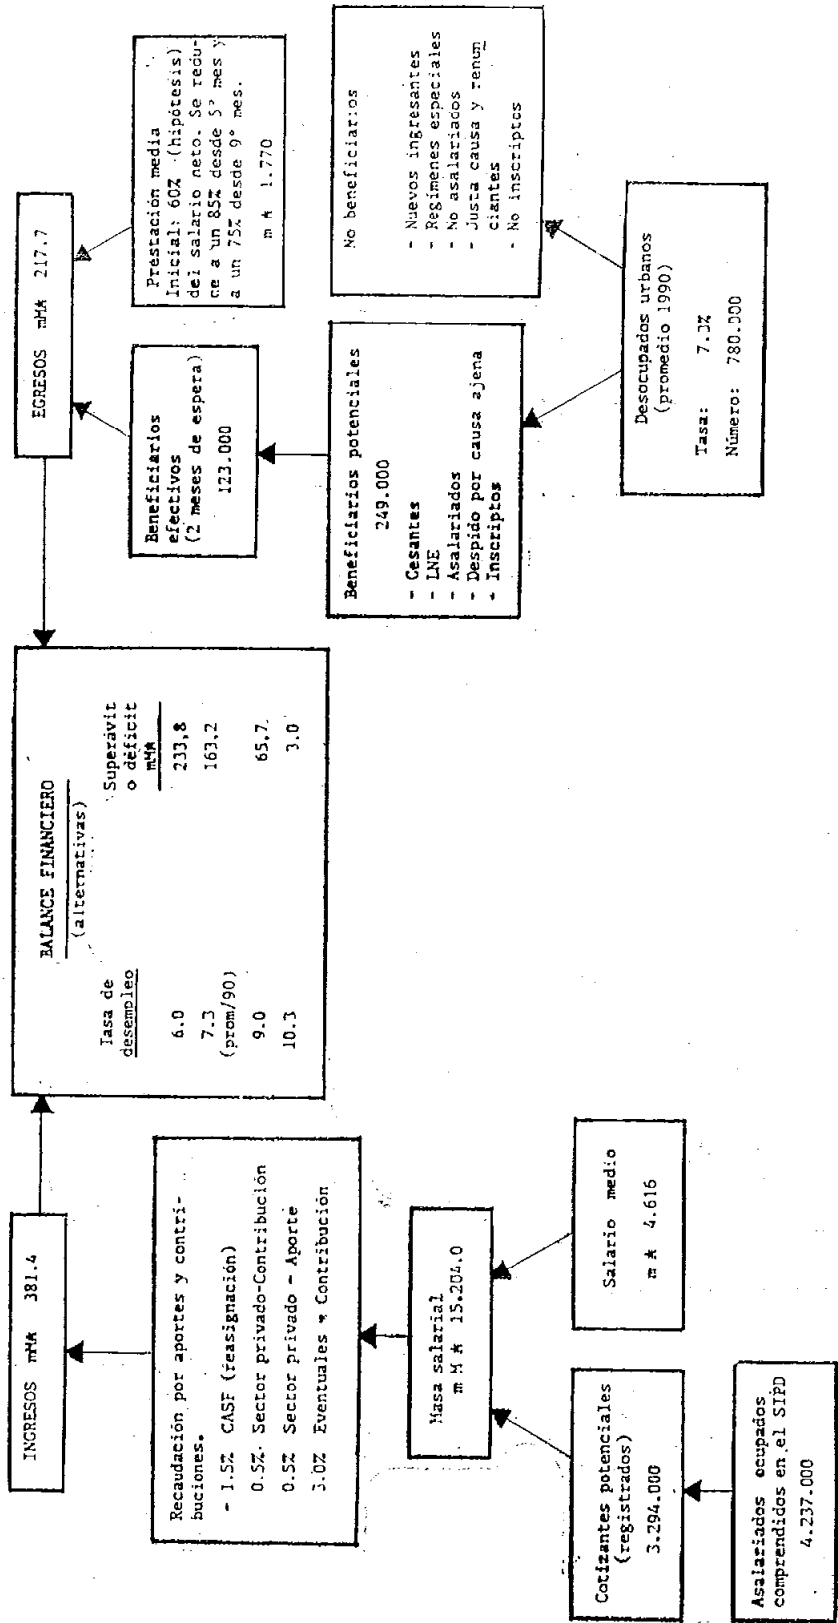 INGRESOS mMA 381.4
Recaudación por aportes y contri-
buciones.
- 1.5% CASF (reasignación)
0.5% Sector privado-Contribución
0.5% Sector privado - Aporte
3.0% Eventuales * Contribución
Masa salarial
m M A 15.204.0
Cotizantes potenciales
(registrados)
3.294.000
Salario medio
m A 4.616
Asalariados ocupados
comprendidos en el SIPD
4.237.000
BALANCE FINANCIERO
(alternativas)
Tasa de
desempleo
Superávit
o déficit
mMA
6.0 233,8
7.3 163.2
(prom/90)
9.0 65.7
10.3 3.0
EGRESOS mMA 217.7
Beneficiarios
efectivos
(2 meses de espera)
123.000
Prestación media
Inicial: 60% (hipótesis)
del salario neto. Se redu-
ce a un 85% desde 5° mes y
a un 75% desde 9° mes.
m A 1.770
Beneficiarios potenciales
249.000
- Cesantes
- LNE
- Asalariados
- Despido por causa ajena
- Inscriptos
No beneficiarios
- Nuevos ingresantes
- Regímenes especiales
- No asalariados
- Justa causa y renun
ciantes
- No inscriptos
Desocupados urbanos
(promedio 1990)
Tasa: 7.3%
Número: 780.000